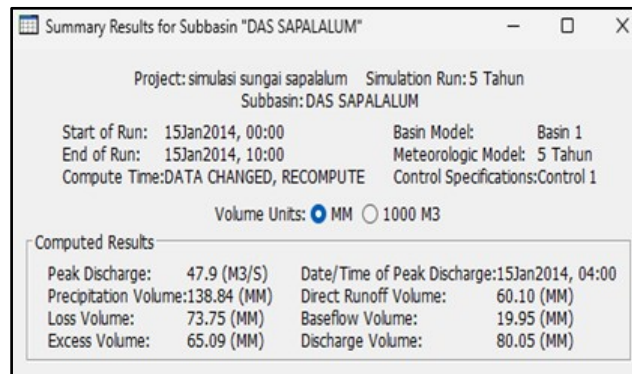 Summary Results for Subbasin "DAS SAPALALUM"
Project: simulasi sungai sapalalum Simulation Run: 5 Tahun
Subbasin: DAS SAPALALUM
Start of Run: 15Jan2014, 00:00 Basin Model: Basin 1
End of Run: 15Jan2014, 10:00 Meteorologic Model: 5 Tahun
Compute Time:DATA CHANGED, RECOMPUTE Control Specifications:Control 1
Volume Units: MM 1000 M3
Computed Results
Peak Discharge: 47.9 (M3/S) Date/Time of Peak Discharge:15Jan2014, 04:00
Precipitation Volume:138.84 (MM) Direct Runoff Volume: 60.10 (MM)
Loss Volume: 73.75 (MM) Baseflow Volume: 19.95 (MM)
Excess Volume: 65.09 (MM) Discharge Volume: 80.05 (MM)